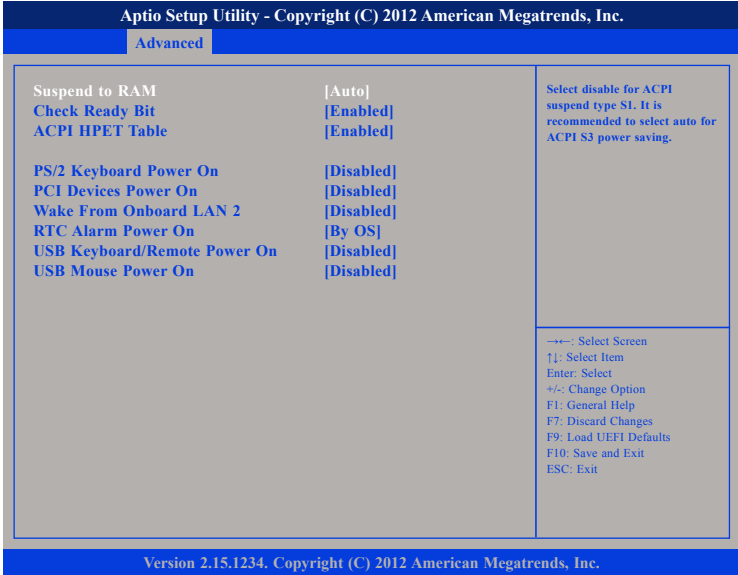 Aptio Setup Utility - Copyright (C) 2012 American Megatrends, Inc.
Advanced
Suspend to RAM [Auto]
Check Ready Bit [Enabled]
ACPI HPET Table [Enabled]
PS/2 Keyboard Power On [Disabled]
PCI Devices Power On [Disabled]
Wake From Onboard LAN 2 [Disabled]
RTC Alarm Power On [By OS]
USB Keyboard/Remote Power On [Disabled]
USB Mouse Power On [Disabled]
Select disable for ACPI
suspend type S1. It is
recommended to select auto for
ACPI S3 power saving.
→←: Select Screen
↑↓: Select Item
Enter: Select
+/-: Change Option
F1: General Help
F7: Discard Changes
F9: Load UEFI Defaults
F10: Save and Exit
ESC: Exit
Version 2.15.1234. Copyright (C) 2012 American Megatrends, Inc.